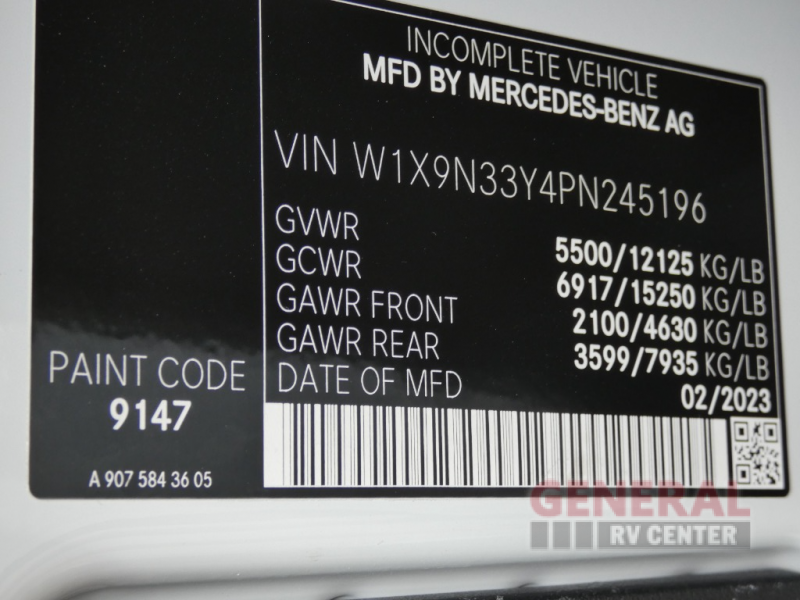 INCOMPLETE VEHICLE
MFD BY MERCEDES-BENZ AG
VIN W1X9N33Y4PN245196
GVWR 5500/12125 KG/LB
GCWR 6917/15250 KG/LB
GAWR FRONT 2100/4630 KG/LB
GAWR REAR 3599/7935 KG/LB
DATE OF MFD 02/2023
PAINT CODE
9147
A 907 584 36 05
GENERAL
RV CENTER